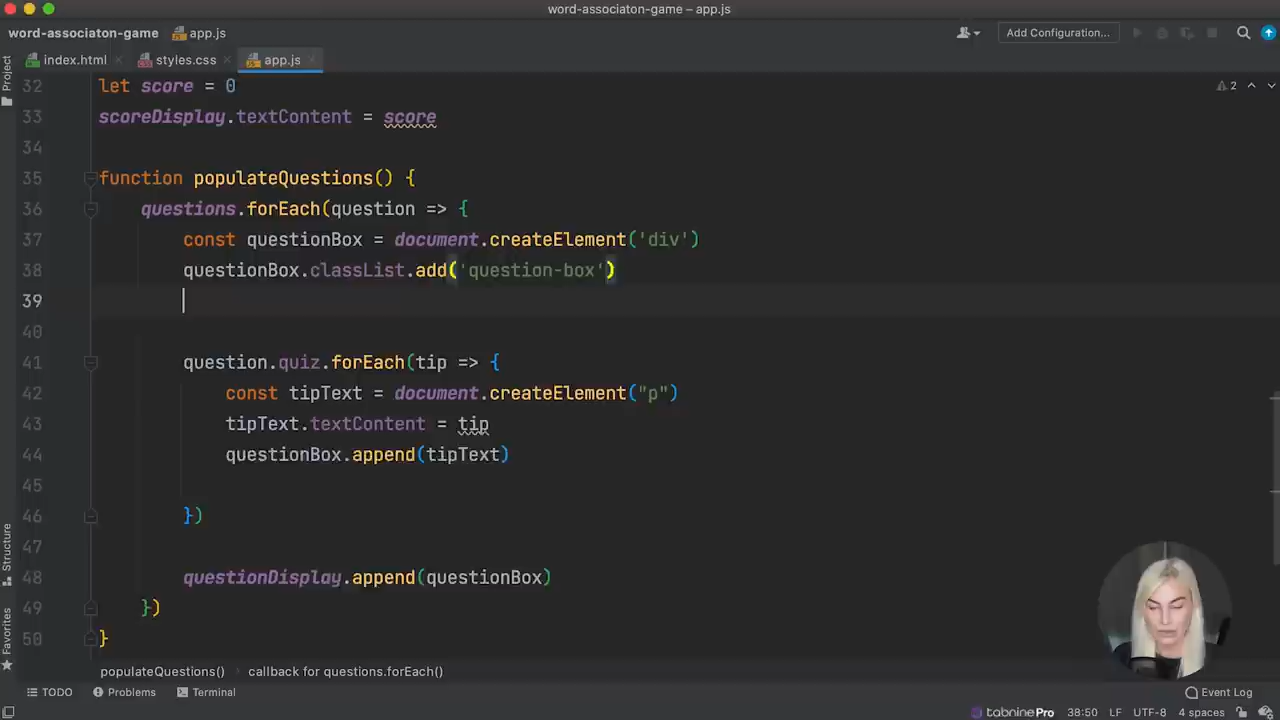 word-associaton-game – app.js
word-associaton-game app.js Add Configuration...
index.html styles.css app.js
Project
32 let score = 0 2
33 scoreDisplay.textContent = score
34
35 function populateQuestions() {
36 questions.forEach(question => {
37 const questionBox = document.createElement('div')
38 questionBox.classList.add('question-box')
39
40
41 question.quiz.forEach(tip => {
42 const tipText = document.createElement("p")
43 tipText.textContent = tip
44 questionBox.append(tipText)
45
46 })
47
48 questionDisplay.append(questionBox)
49 })
50 }
Structure
Favorites
populateQuestions() callback for questions.forEach()
TODO Problems Terminal Event Log
tabnine Pro 38:50 LF UTF-8 4 spaces